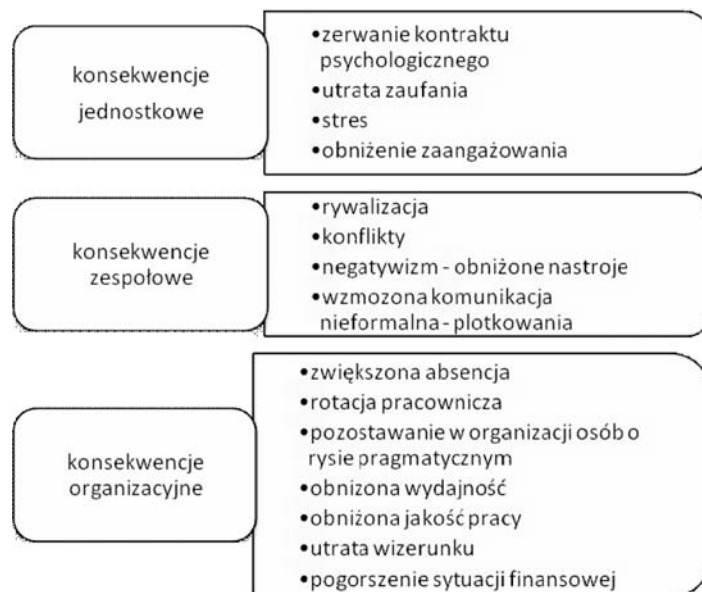 konsekwencje
jednostkowe
•zerwanie kontraktu
psychologicznego
•utrata zaufania
•stres
•obniżenie zaangażowania
konsekwencje
zespołowe
•rywalizacja
•konflikty
•negatywizm - obniżone nastroje
•wzmozona komunikacja
nieformalna - plotkowania
konsekwencje
organizacyjne
•zwiększona absencja
•rotacja pracownicza
•pozostawanie w organizacji osób o
rysie pragmatycznym
•obnizona wydajność
•obniżona jakość pracy
•utrata wizerunku
•pogorszenie sytuacji finansowej